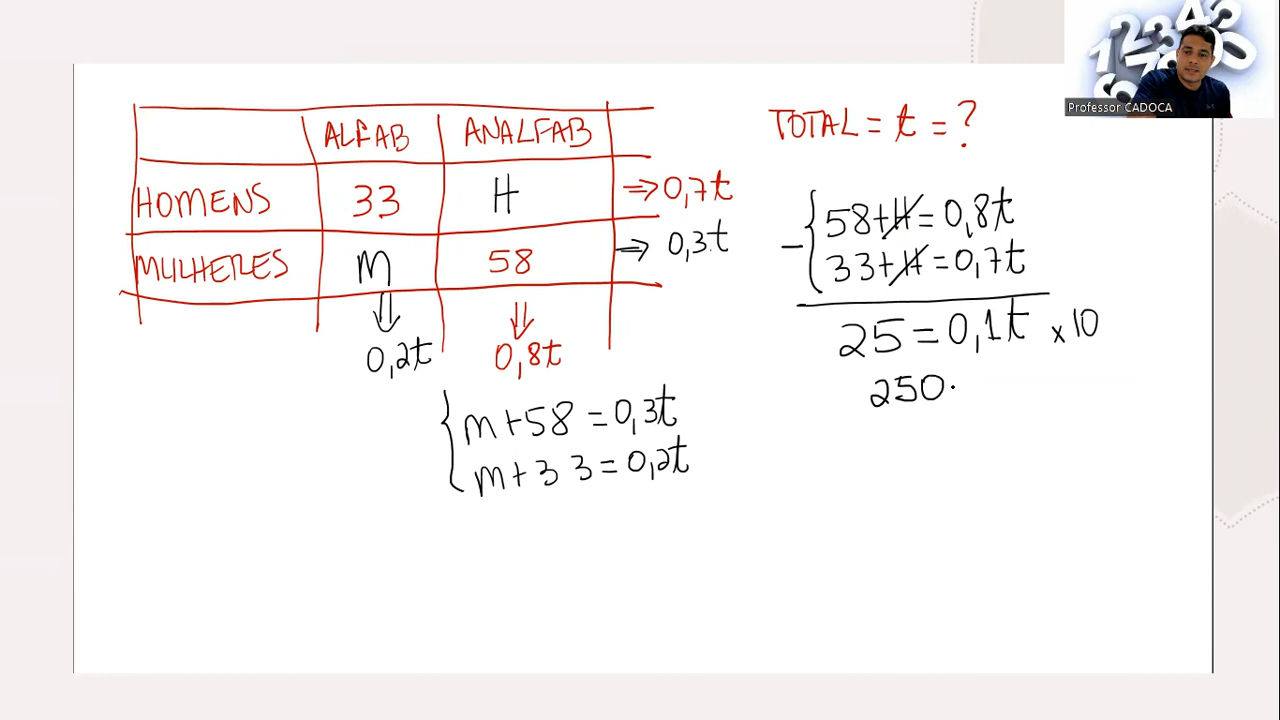 Professor CADOCA
ALFAB ANALFAB
HOMENS 33 H ⇒ 0,7t
MULHERES M 58 ⇒ 0,3t
⇓ ⇓
0,2t 0,8t
m + 58 = 0,3t
m + 33 = 0,2t
TOTAL = t = ?
58 + H = 0,8t
- 33 + H = 0,7t
25 = 0,1t x 10
250